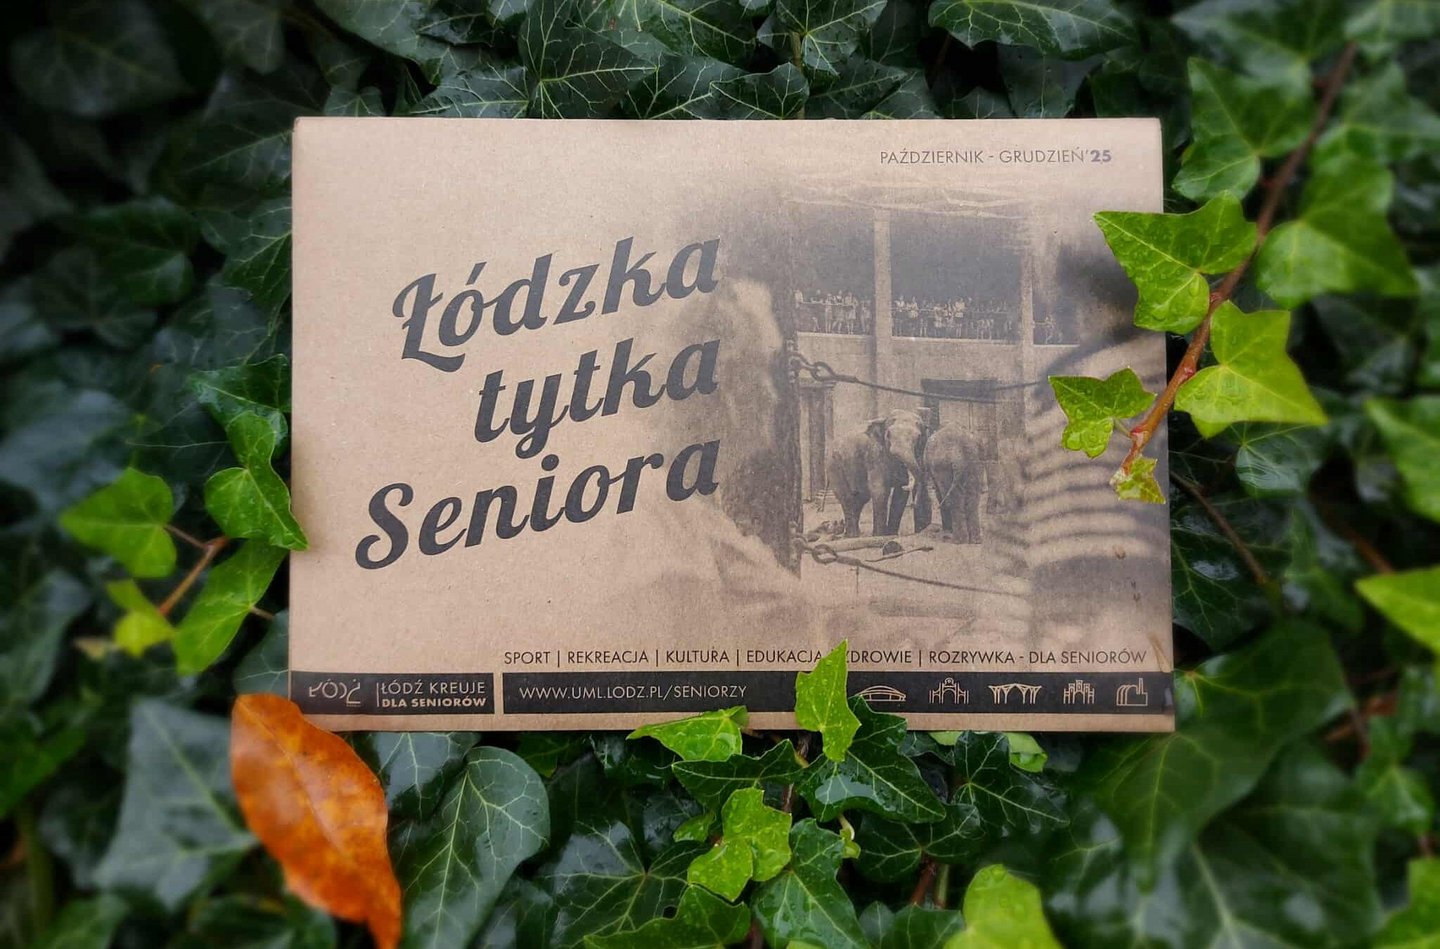 PAŹDZIERNIK - GRUDZIEŃ'25
Łódzka
tytka
Seniora
SPORT | REKREACJA | KULTURA | EDUKACJA ZDROWIE | ROZRYWKA - DLA SENIORÓW
ŁÓDŹ
ŁÓDŹ KREUJE
DLA SENIORÓW
WWW.UML.LODZ.PL/SENIORZY